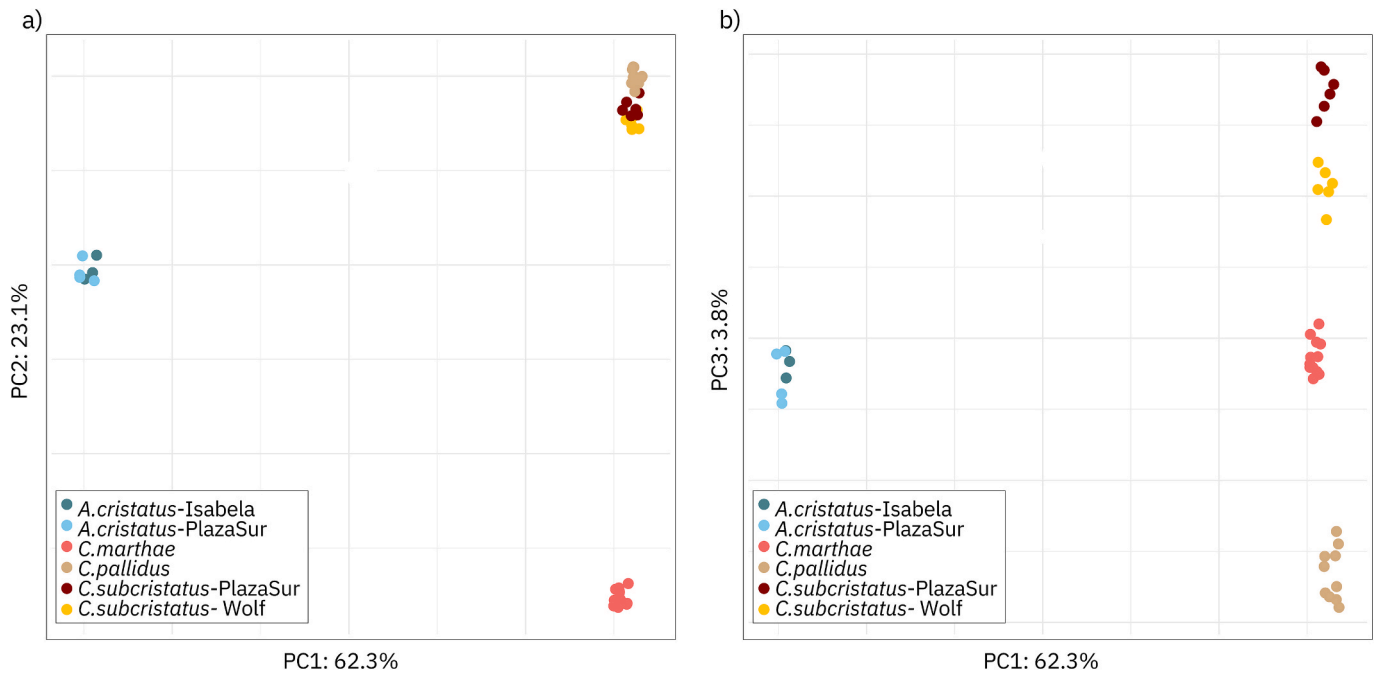 a)
PC2: 23.1%
A.cristatus-Isabela
A.cristatus-PlazaSur
C.marthae
C.pallidus
C.subcristatus-PlazaSur
C.subcristatus- Wolf
PC1: 62.3%
b)
PC3: 3.8%
A.cristatus-Isabela
A.cristatus-PlazaSur
C.marthae
C.pallidus
C.subcristatus-PlazaSur
C.subcristatus- Wolf
PC1: 62.3%